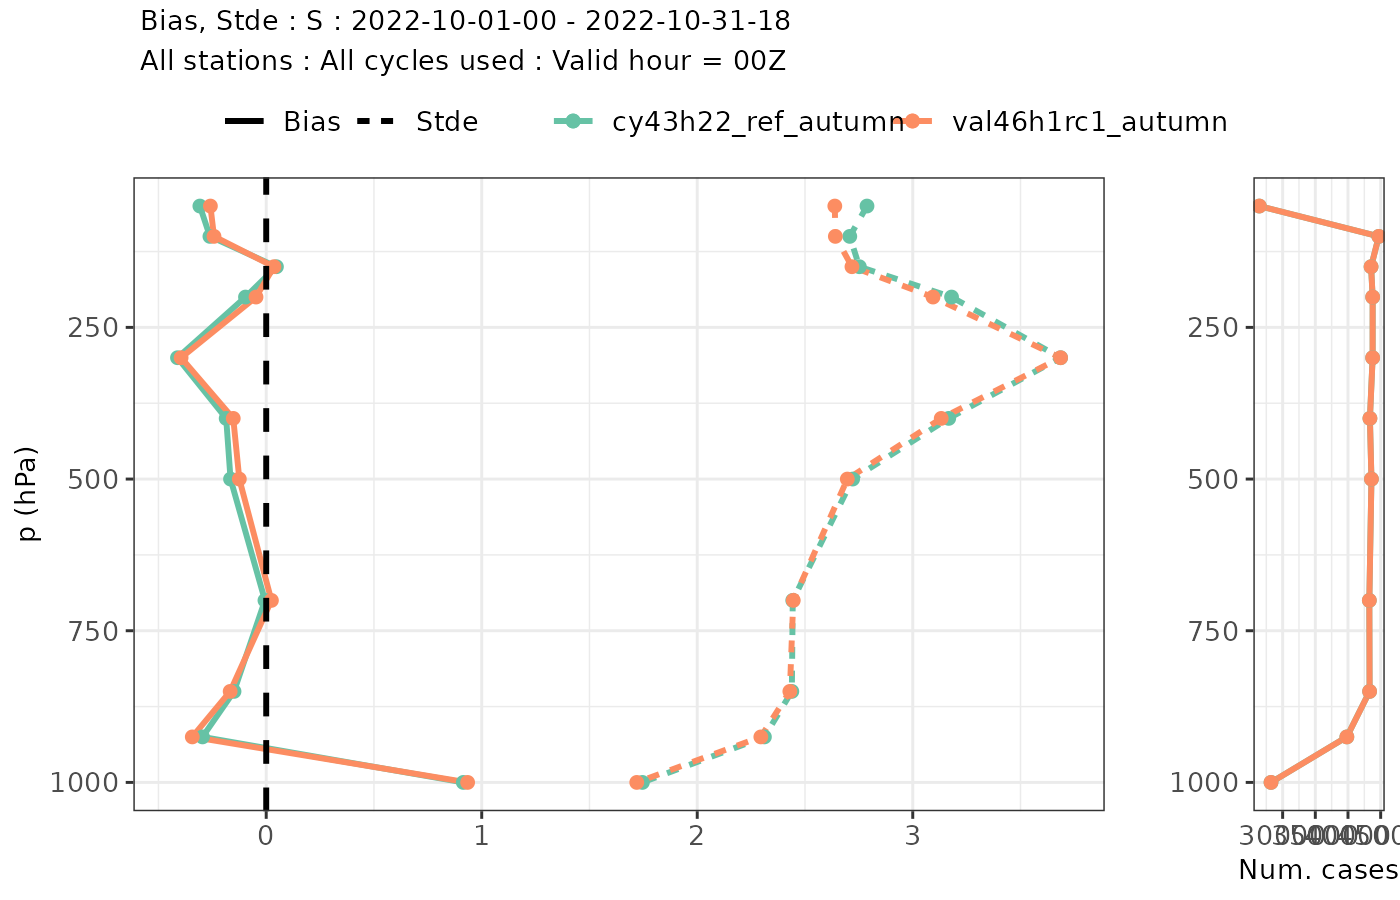 Bias, Stde : S : 2022-10-01-00 - 2022-10-31-18
All stations : All cycles used : Valid hour = 00Z
Bias Stde cy43h22_ref_autumn val46h1rc1_autumn
p (hPa)
250
500
750
1000
0 1 2 3
250
500
750
1000
Num. cases